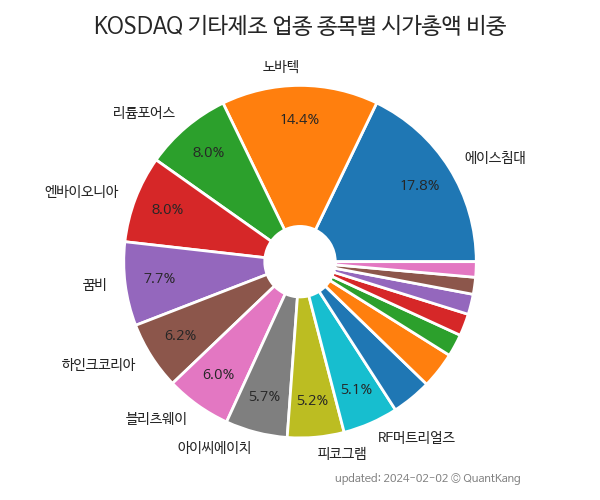 KOSDAQ 기타제조 업종 종목별 시가총액 비중
노바텍
리튬포어스
에이스침대
엔바이오니아
꿈비
하인크코리아
블리츠웨이
아이씨에이치
피코그램
RF머트리얼즈
14.4%
8.0%
17.8%
8.0%
7.7%
6.2%
6.0%
5.7%
5.2%
5.1%
updated: 2024-02-02 © QuantKang